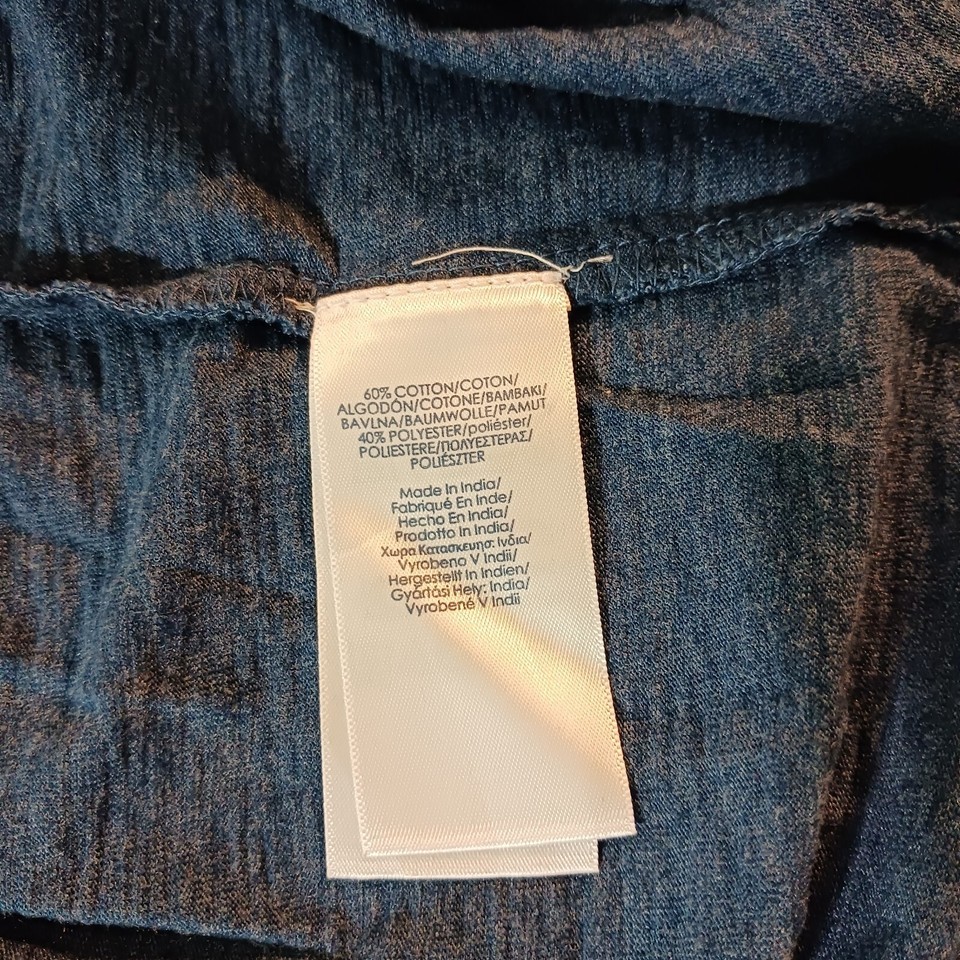 60% COTTON/COTON/
ALGODÓN/COTONE/BAMBAKI/
BAVLNA/BAUMWOLLE/PAMUT
40% POLYESTER/poliéster/
POLIESTERE/ΠΟΛΥΕΣΤΕΡΑΣ/
POLIÉSZTER
Made In India/
Fabriqué En Inde/
Hecho En India/
Prodotto In India/
Χωρα Κατασκευησ: Ινδια/
Vyrobeno V Indii/
Hergestellt In Indien/
Gyártási Hely: India/
Vyrobené V Indii